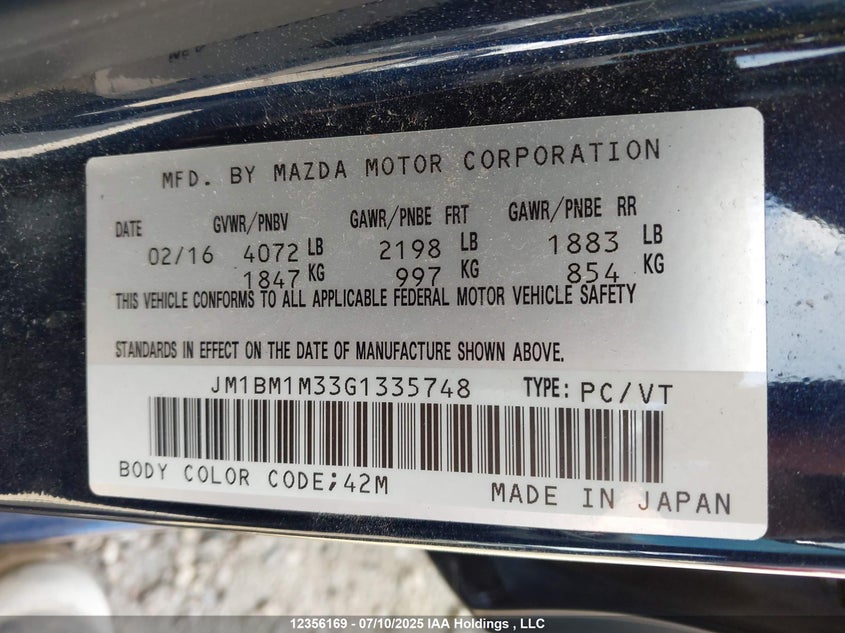 MFD. BY MAZDA MOTOR CORPORATION
DATE GVWR/PNBV GAWR/PNBE FRT GAWR/PNBE RR
02/16 4072 LB 2198 LB 1883 LB
1847 KG 997 KG 854 KG
THIS VEHICLE CONFORMS TO ALL APPLICABLE FEDERAL MOTOR VEHICLE SAFETY
STANDARDS IN EFFECT ON THE DATE OF MANUFACTURE SHOWN ABOVE.
JM1BM1M33G1335748 TYPE: PC/VT
BODY COLOR CODE;42M MADE IN JAPAN
12356169 - 07/10/2025 IAA Holdings , LLC